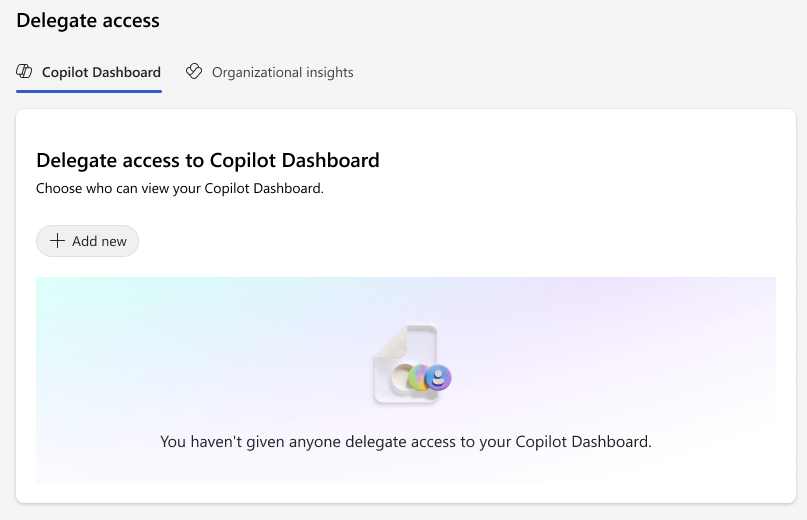 Delegate access
Copilot Dashboard
Organizational insights
Delegate access to Copilot Dashboard
Choose who can view your Copilot Dashboard.
Add new
You haven't given anyone delegate access to your Copilot Dashboard.